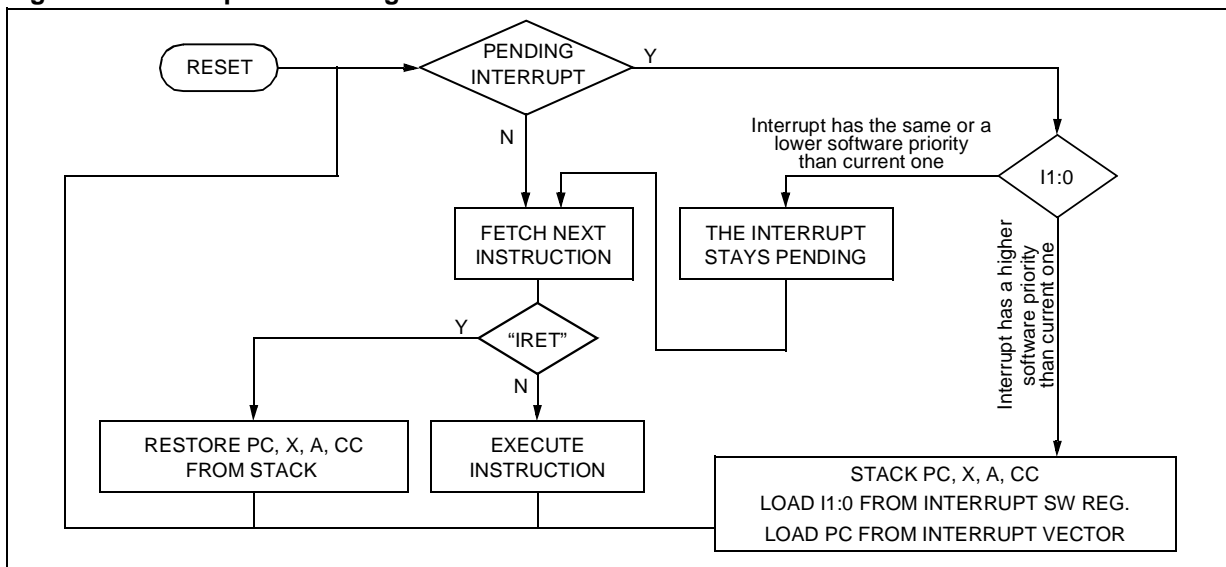 RESET
PENDING
INTERRUPT
Y
N
Interrupt has the same or a
lower software priority
than current one
I1:0
FETCH NEXT
INSTRUCTION
THE INTERRUPT
STAYS PENDING
Interrupt has a higher
software priority
than current one
Y
“IRET”
N
RESTORE PC, X, A, CC
FROM STACK
EXECUTE
INSTRUCTION
STACK PC, X, A, CC
LOAD I1:0 FROM INTERRUPT SW REG.
LOAD PC FROM INTERRUPT VECTOR